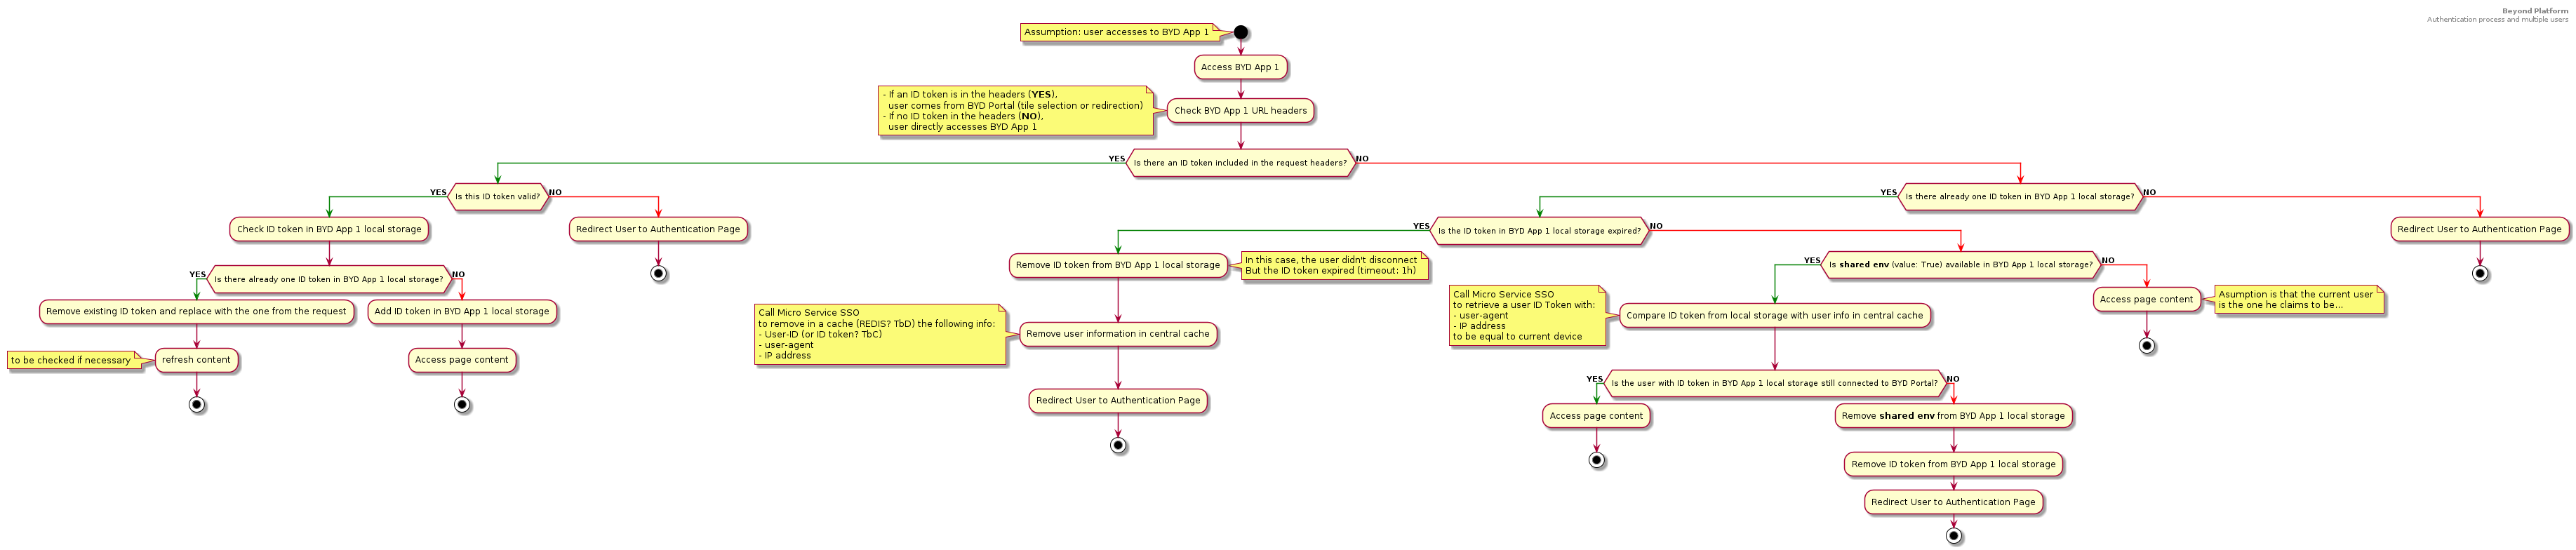 Beyond Platform
Authentication process and multiple users
Assumption: user accesses to BYD App 1
Access BYD App 1
- If an ID token is in the headers (YES),
user comes from BYD Portal (tile selection or redirection)
- If no ID token in the headers (NO),
user directly accesses BYD App 1
Check BYD App 1 URL headers
YES
Is there an ID token included in the request headers?
NO
YES
Is this ID token valid?
NO
Check ID token in BYD App 1 local storage
YES
Is there already one ID token in BYD App 1 local storage?
NO
Remove existing ID token and replace with the one from the request
to be checked if necessary
refresh content
Add ID token in BYD App 1 local storage
Access page content
Redirect User to Authentication Page
YES
Is there already one ID token in BYD App 1 local storage?
NO
YES
Is the ID token in BYD App 1 local storage expired?
NO
Remove ID token from BYD App 1 local storage
In this case, the user didn't disconnect
But the ID token expired (timeout: 1h)
Call Micro Service SSO
to remove in a cache (REDIS? TbD) the following info:
- User-ID (or ID token? TbC)
- user-agent
- IP address
Remove user information in central cache
Redirect User to Authentication Page
YES
Is shared env (value: True) available in BYD App 1 local storage?
NO
Call Micro Service SSO
to retrieve a user ID Token with:
- user-agent
- IP address
to be equal to current device
Compare ID token from local storage with user info in central cache
YES
Is the user with ID token in BYD App 1 local storage still connected to BYD Portal?
NO
Access page content
Remove shared env from BYD App 1 local storage
Remove ID token from BYD App 1 local storage
Redirect User to Authentication Page
Access page content
Asumption is that the current user
is the one he claims to be...
Redirect User to Authentication Page